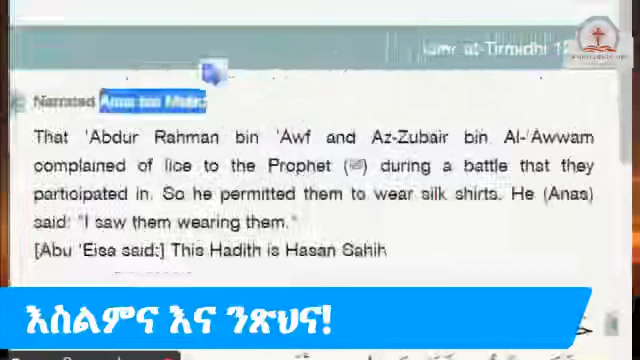 Jami' at-Tirmidhi
Narrated Anas bin Malik:
That 'Abdur Rahman bin 'Awf and Az-Zubair bin Al-'Awwam
complained of lice to the Prophet (ﷺ) during a battle that they
participated in. So he permitted them to wear silk shirts. He (Anas)
said: "I saw them wearing them."
[Abu 'Eisa said:] This Hadith is Hasan Sahih
እስልምና እና ንጽህና!